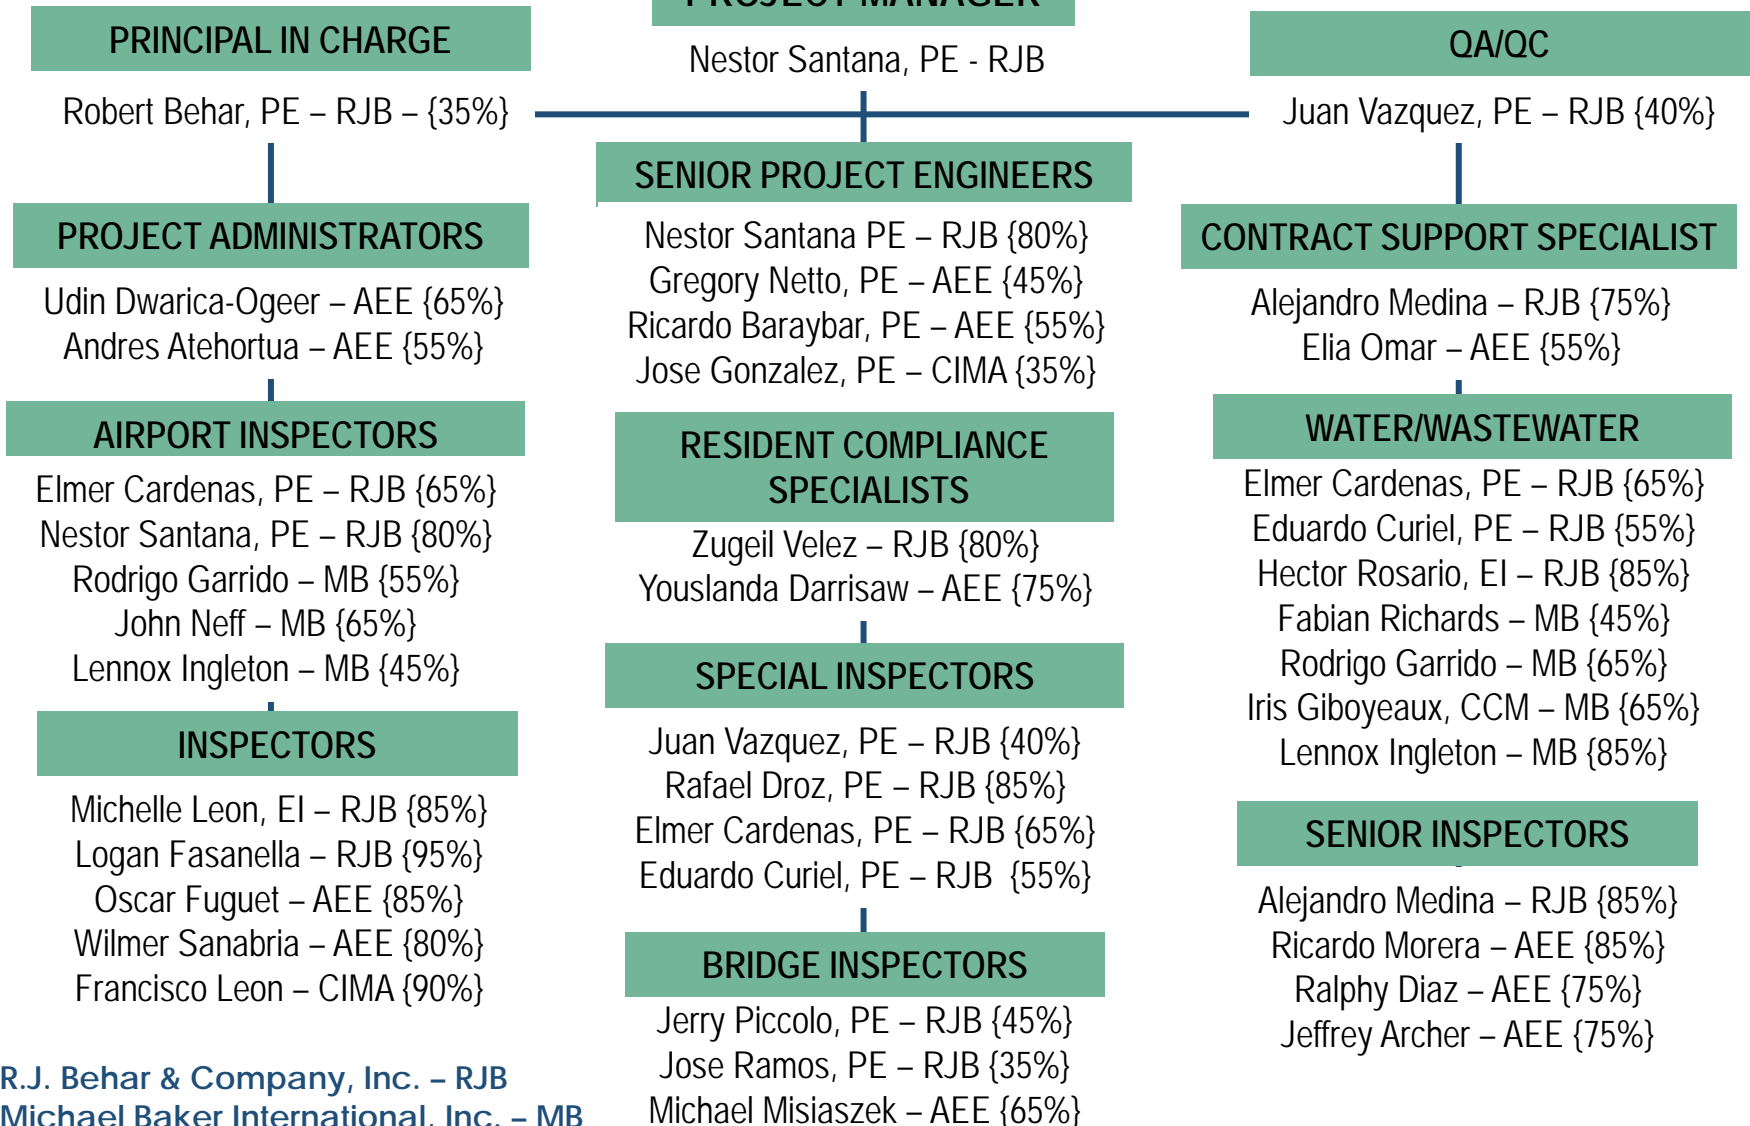 PROJECT MANAGER
Nestor Santana, PE - RJB
PRINCIPAL IN CHARGE
Robert Behar, PE – RJB – {35%}
QA/QC
Juan Vazquez, PE – RJB {40%}
PROJECT ADMINISTRATORS
Udin Dwarica-Ogeer – AEE {65%}
Andres Atehortua – AEE {55%}
AIRPORT INSPECTORS
Elmer Cardenas, PE – RJB {65%}
Nestor Santana, PE – RJB {80%}
Rodrigo Garrido – MB {55%}
John Neff – MB {65%}
Lennox Ingleton – MB {45%}
INSPECTORS
Michelle Leon, EI – RJB {85%}
Logan Fasanella – RJB {95%}
Oscar Fuguet – AEE {85%}
Wilmer Sanabria – AEE {80%}
Francisco Leon – CIMA {90%}
SENIOR PROJECT ENGINEERS
Nestor Santana PE – RJB {80%}
Gregory Netto, PE – AEE {45%}
Ricardo Baraybar, PE – AEE {55%}
Jose Gonzalez, PE – CIMA {35%}
RESIDENT COMPLIANCE
SPECIALISTS
Zugeil Velez – RJB {80%}
Youslanda Darrisaw – AEE {75%}
SPECIAL INSPECTORS
Juan Vazquez, PE – RJB {40%}
Rafael Droz, PE – RJB {85%}
Elmer Cardenas, PE – RJB {65%}
Eduardo Curiel, PE – RJB {55%}
BRIDGE INSPECTORS
Jerry Piccolo, PE – RJB {45%}
Jose Ramos, PE – RJB {35%}
Michael Misiaszek – AEE {65%}
CONTRACT SUPPORT SPECIALIST
Alejandro Medina – RJB {75%}
Elia Omar – AEE {55%}
WATER/WASTEWATER
Elmer Cardenas, PE – RJB {65%}
Eduardo Curiel, PE – RJB {55%}
Hector Rosario, EI – RJB {85%}
Fabian Richards – MB {45%}
Rodrigo Garrido – MB {65%}
Iris Giboyeaux, CCM – MB {65%}
Lennox Ingleton – MB {85%}
SENIOR INSPECTORS
Alejandro Medina – RJB {85%}
Ricardo Morera – AEE {85%}
Ralphy Diaz – AEE {75%}
Jeffrey Archer – AEE {75%}
R.J. Behar & Company, Inc. – RJB
Michael Baker International, Inc. – MB